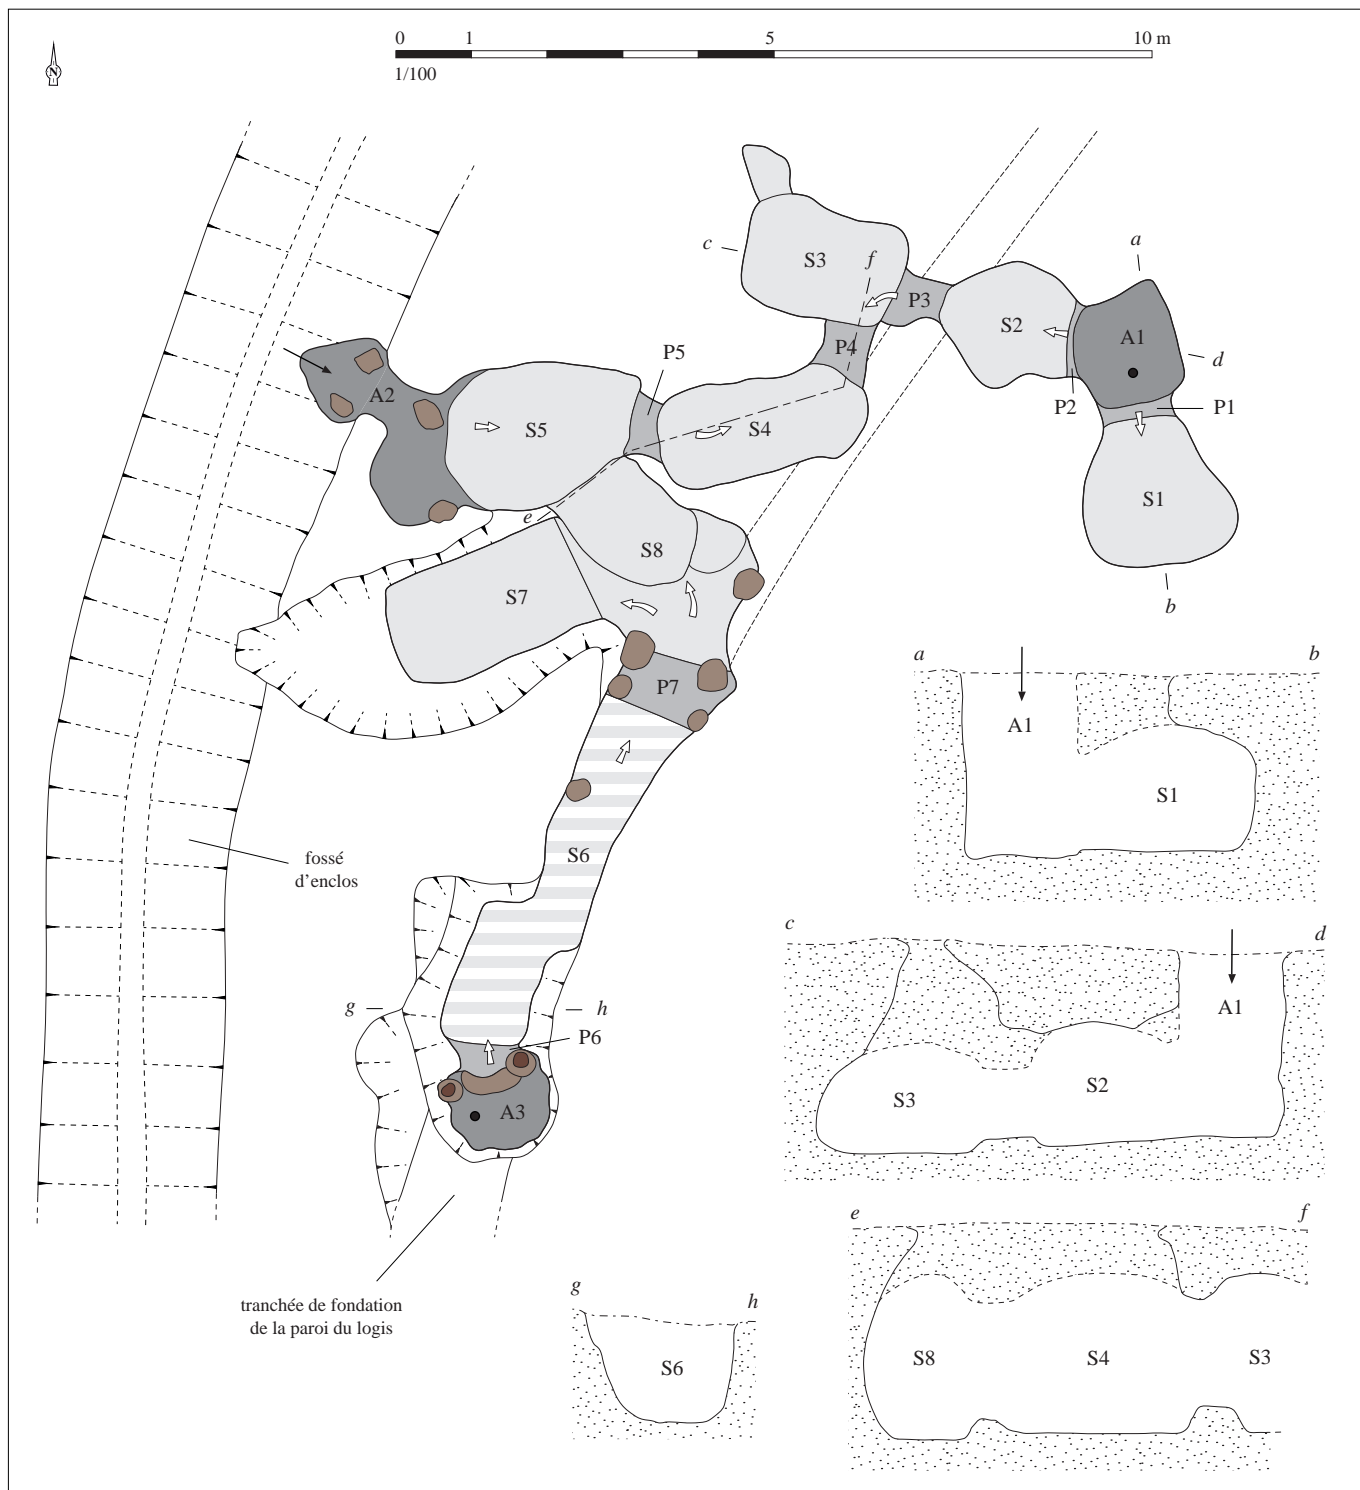 0 1 5 10 m
1/100
N
a
c
S3
f
P3
S2
A1
d
P4
P5
A2
P2
P1
S5
S4
S1
e
S8
b
S7
P7
a
b
A1
S1
S6
fossé
d'enclos
c
d
A1
g
h
P6
S3
S2
A3
e
f
tranchée de fondation
de la paroi du logis
g
h
S6
S8
S4
S3